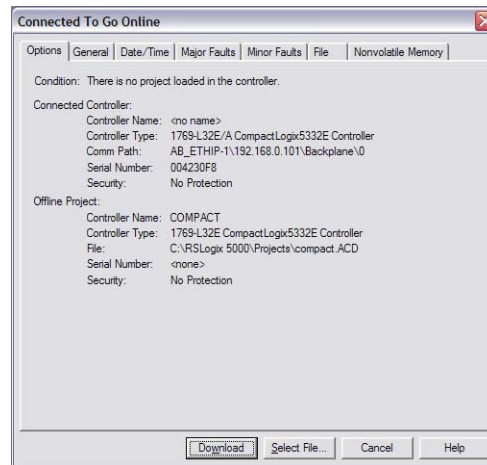 Connected To Go Online
Options General Date/Time Major Faults Minor Faults File Nonvolatile Memory
Condition: There is no project loaded in the controller.
Connected Controller:
Controller Name: <no name>
Controller Type: 1769-L32E/A CompactLogix5332E Controller
Comm Path: AB_ETHIP-1\192.168.0.101\Backplane\0
Serial Number: 004230F8
Security: No Protection
Offline Project:
Controller Name: COMPACT
Controller Type: 1769-L32E CompactLogix5332E Controller
File: C:\RSLogix 5000\Projects\compact.ACD
Serial Number: <none>
Security: No Protection
Download Select File... Cancel Help